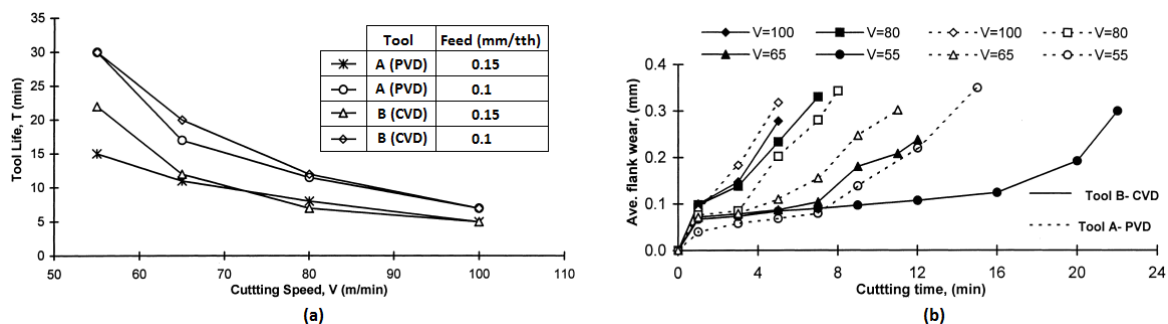 Tool Life, T (min)
35
30
25
20
15
10
5
0
50 60 70 80 90 100 110
Cuttting Speed, V (m/min)
Tool Feed (mm/tth)
A (PVD) 0.15
A (PVD) 0.1
B (CVD) 0.15
B (CVD) 0.1
(a)
V=100 V=80 V=100 V=80
V=65 V=55 V=65 V=55
Ave. flank wear, (mm)
0.4
0.3
0.2
0.1
0.0
0 4 8 12 16 20 24
Cuttting time, (min)
Tool B- CVD
Tool A- PVD
(b)